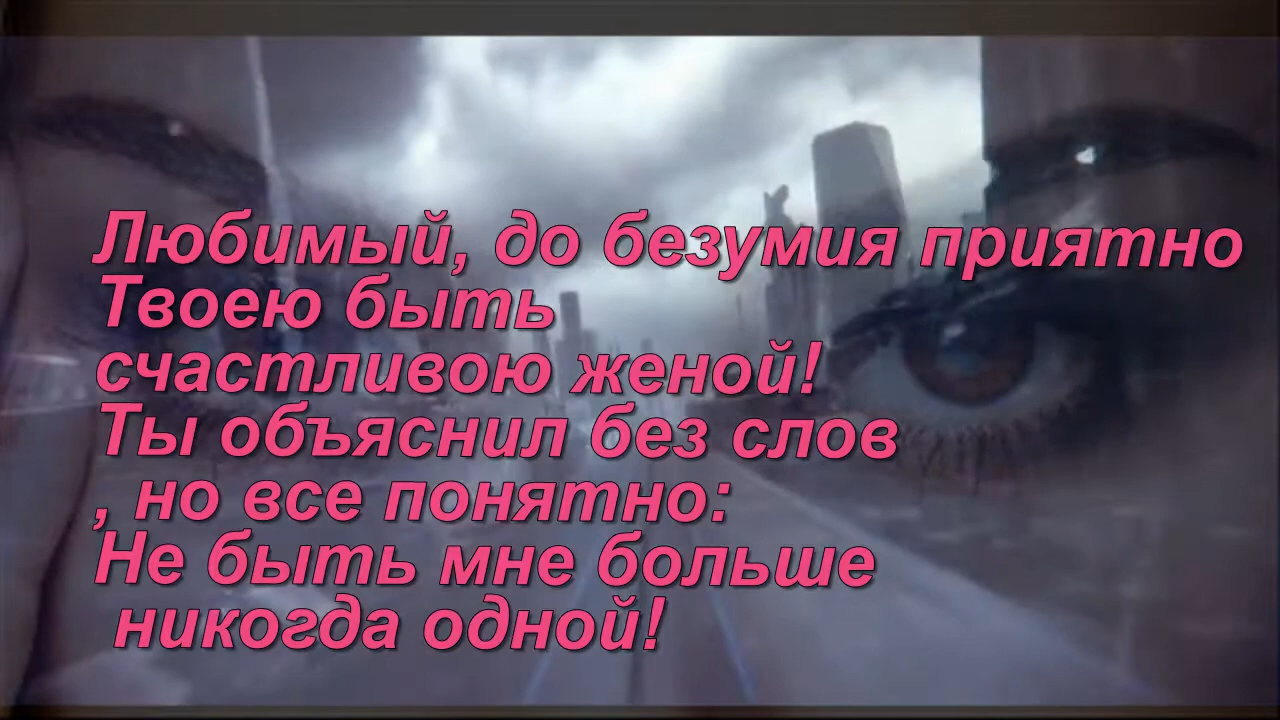 Любимый, до безумия приятно
Твоею быть
счастливою женой!
Ты объяснил без слов
, но все понятно:
Не быть мне больше
никогда одной!